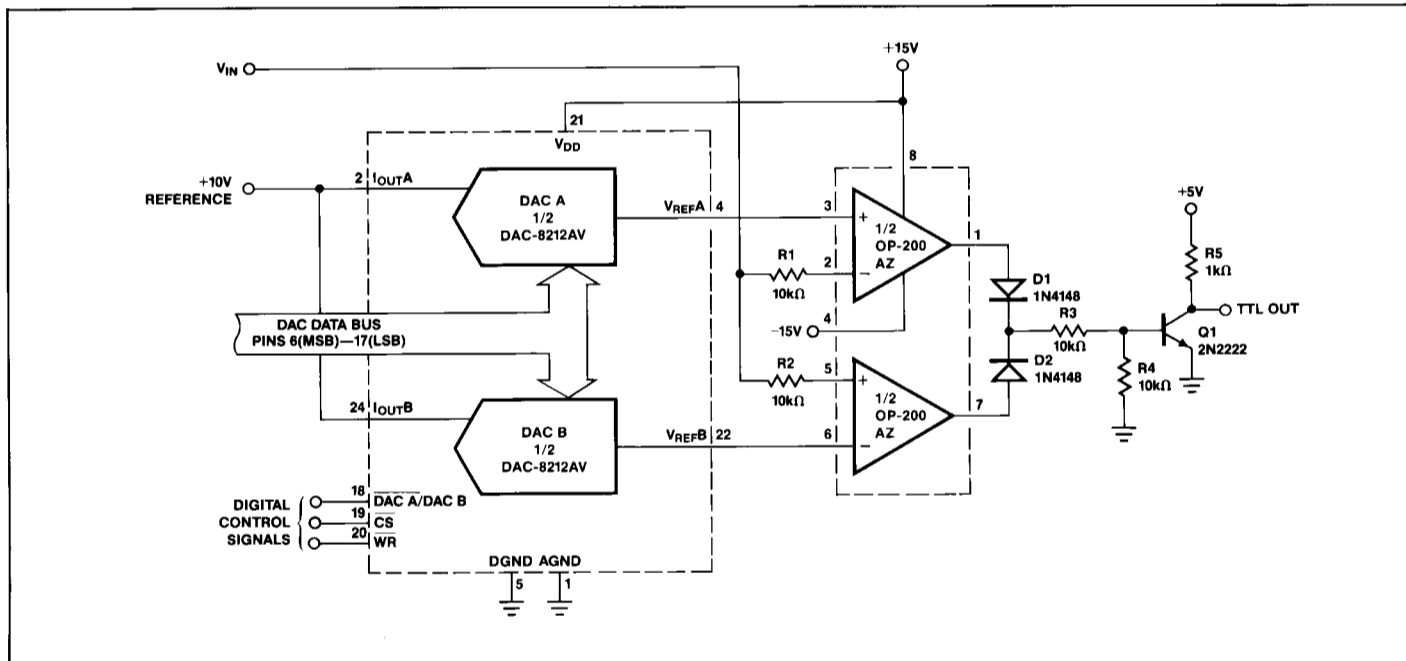 +15V
VIN
21
VDD
8
+10V
REFERENCE
2
IOUTA
DAC A
1/2
DAC-8212AV
VREFA
4
3
+
1/2
OP-200
AZ
−
1
+5V
R5
1kΩ
R1
10kΩ
2
D1
1N4148
TTL OUT
4
−15V
R3
10kΩ
Q1
2N2222
DAC DATA BUS
PINS 6(MSB)—17(LSB)
R2
10kΩ
5
D2
1N4148
R4
10kΩ
24
IOUTB
DAC B
1/2
DAC-8212AV
VREFB
22
6
+
1/2
OP-200
AZ
−
7
DIGITAL
CONTROL
SIGNALS
18
DAC A/DAC B
19
CS
20
WR
DGND AGND
5
1